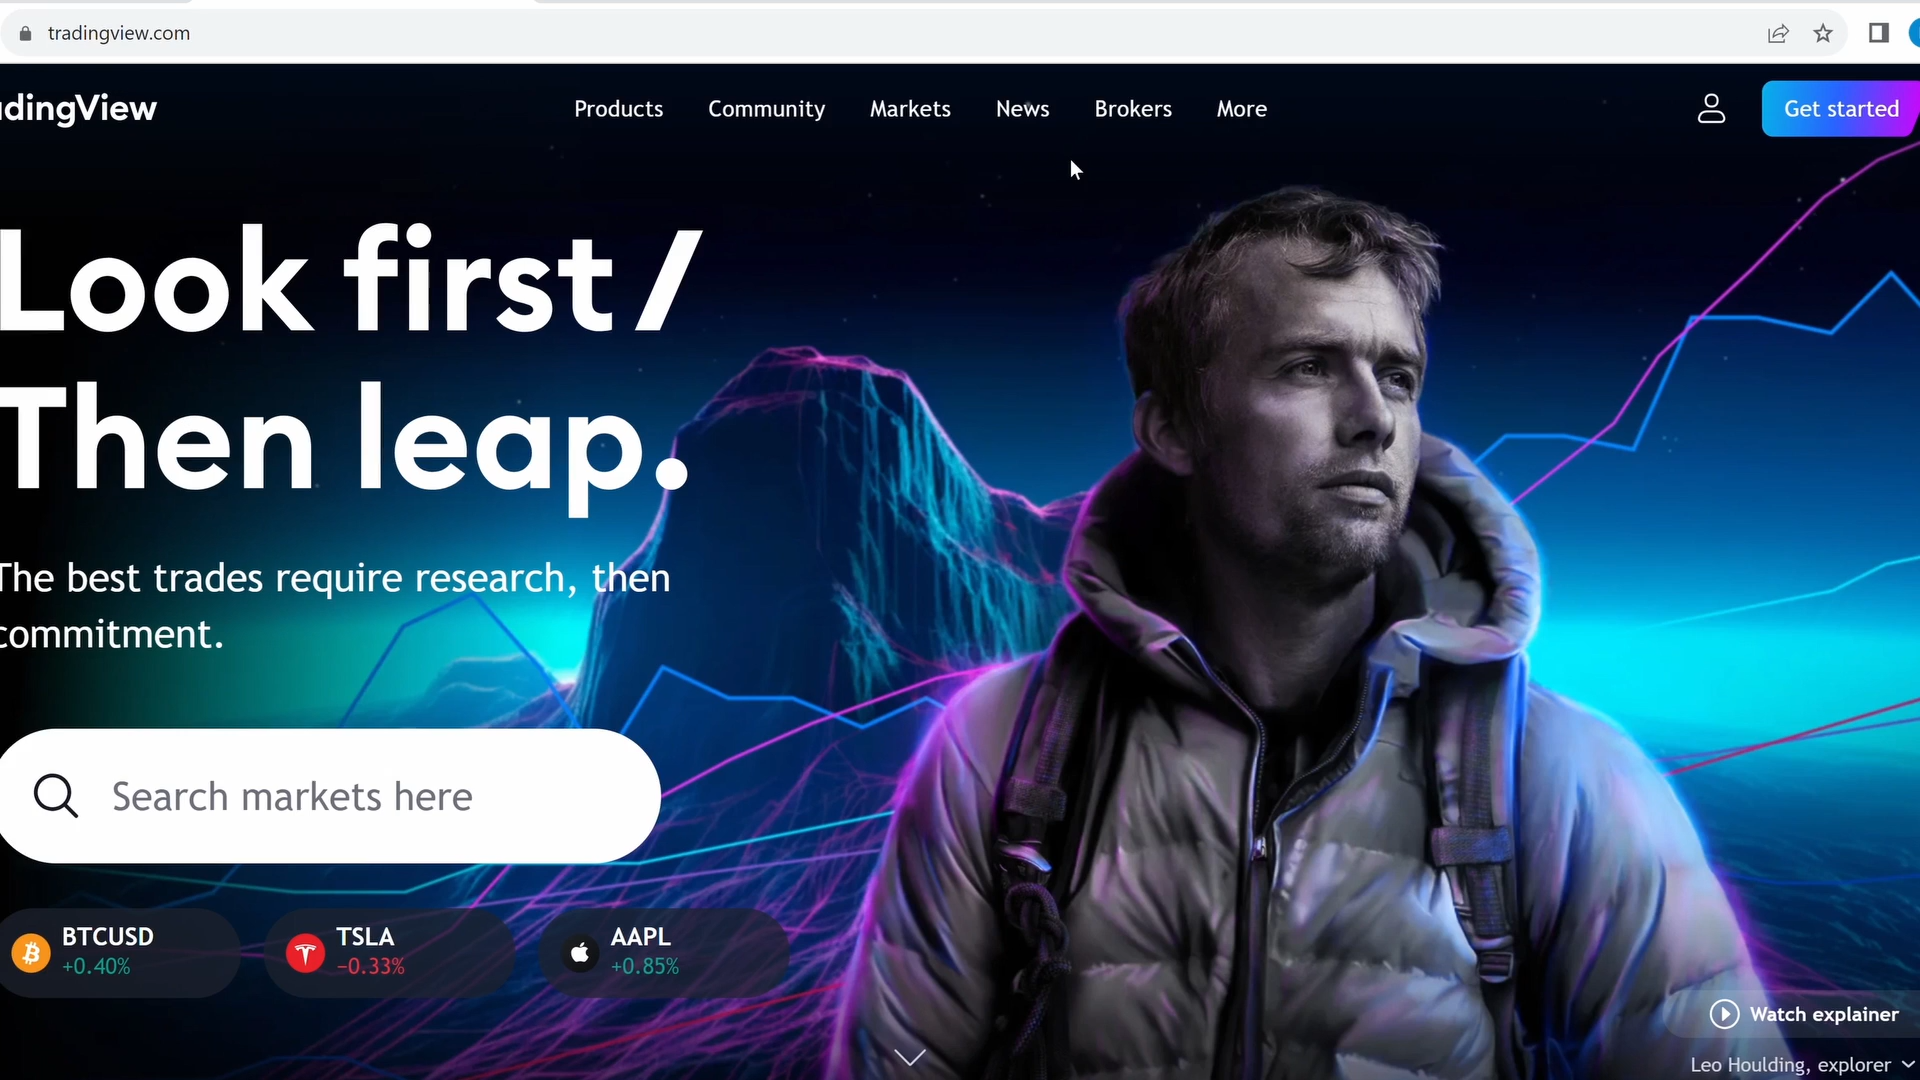 tradingview.com
dingView
Products Community Markets News Brokers More
Get started
Look first /
Then leap.
The best trades require research, then
commitment.
Search markets here
BTCUSD
+0.40%
TSLA
−0.33%
AAPL
+0.85%
Watch explainer
Leo Houlding, explorer